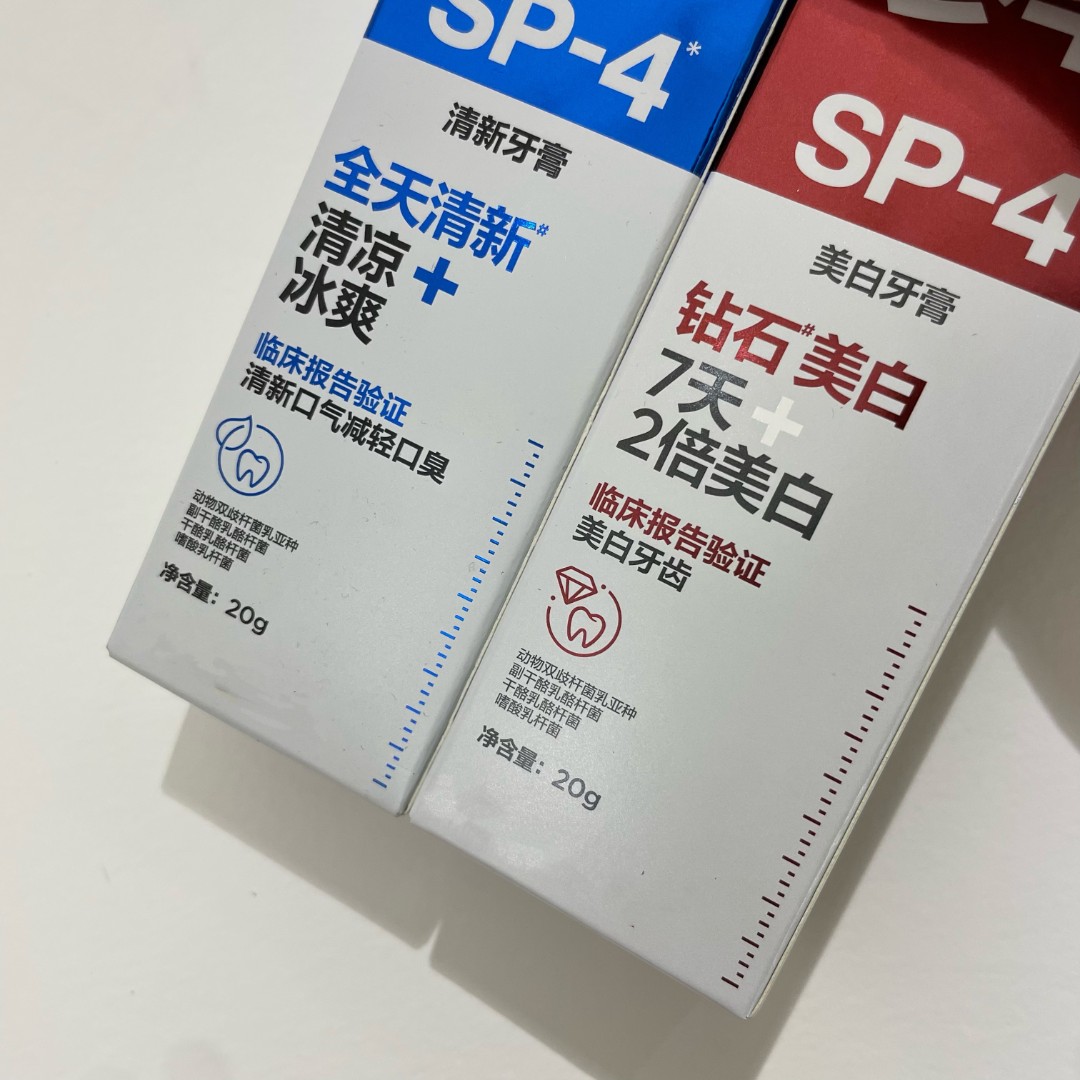 SP-4*
清新牙膏
全天清新#
清凉+
冰爽
临床报告验证
清新口气减轻口臭
动物双歧杆菌乳亚种
副干酪乳酪杆菌
干酪乳酪杆菌
嗜酸乳杆菌
净含量：20g
SP-4
美白牙膏
钻石#美白
7天+
2倍美白
临床报告验证
美白牙齿
动物双歧杆菌乳亚种
副干酪乳酪杆菌
干酪乳酪杆菌
嗜酸乳杆菌
净含量：20g